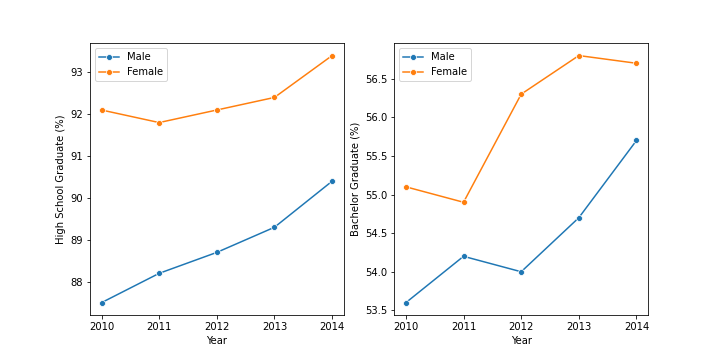 Male
Female
93
92
91
90
89
88
High School Graduate (%)
2010 2011 2012 2013 2014
Year
Male
Female
56.5
56.0
55.5
55.0
54.5
54.0
53.5
Bachelor Graduate (%)
2010 2011 2012 2013 2014
Year